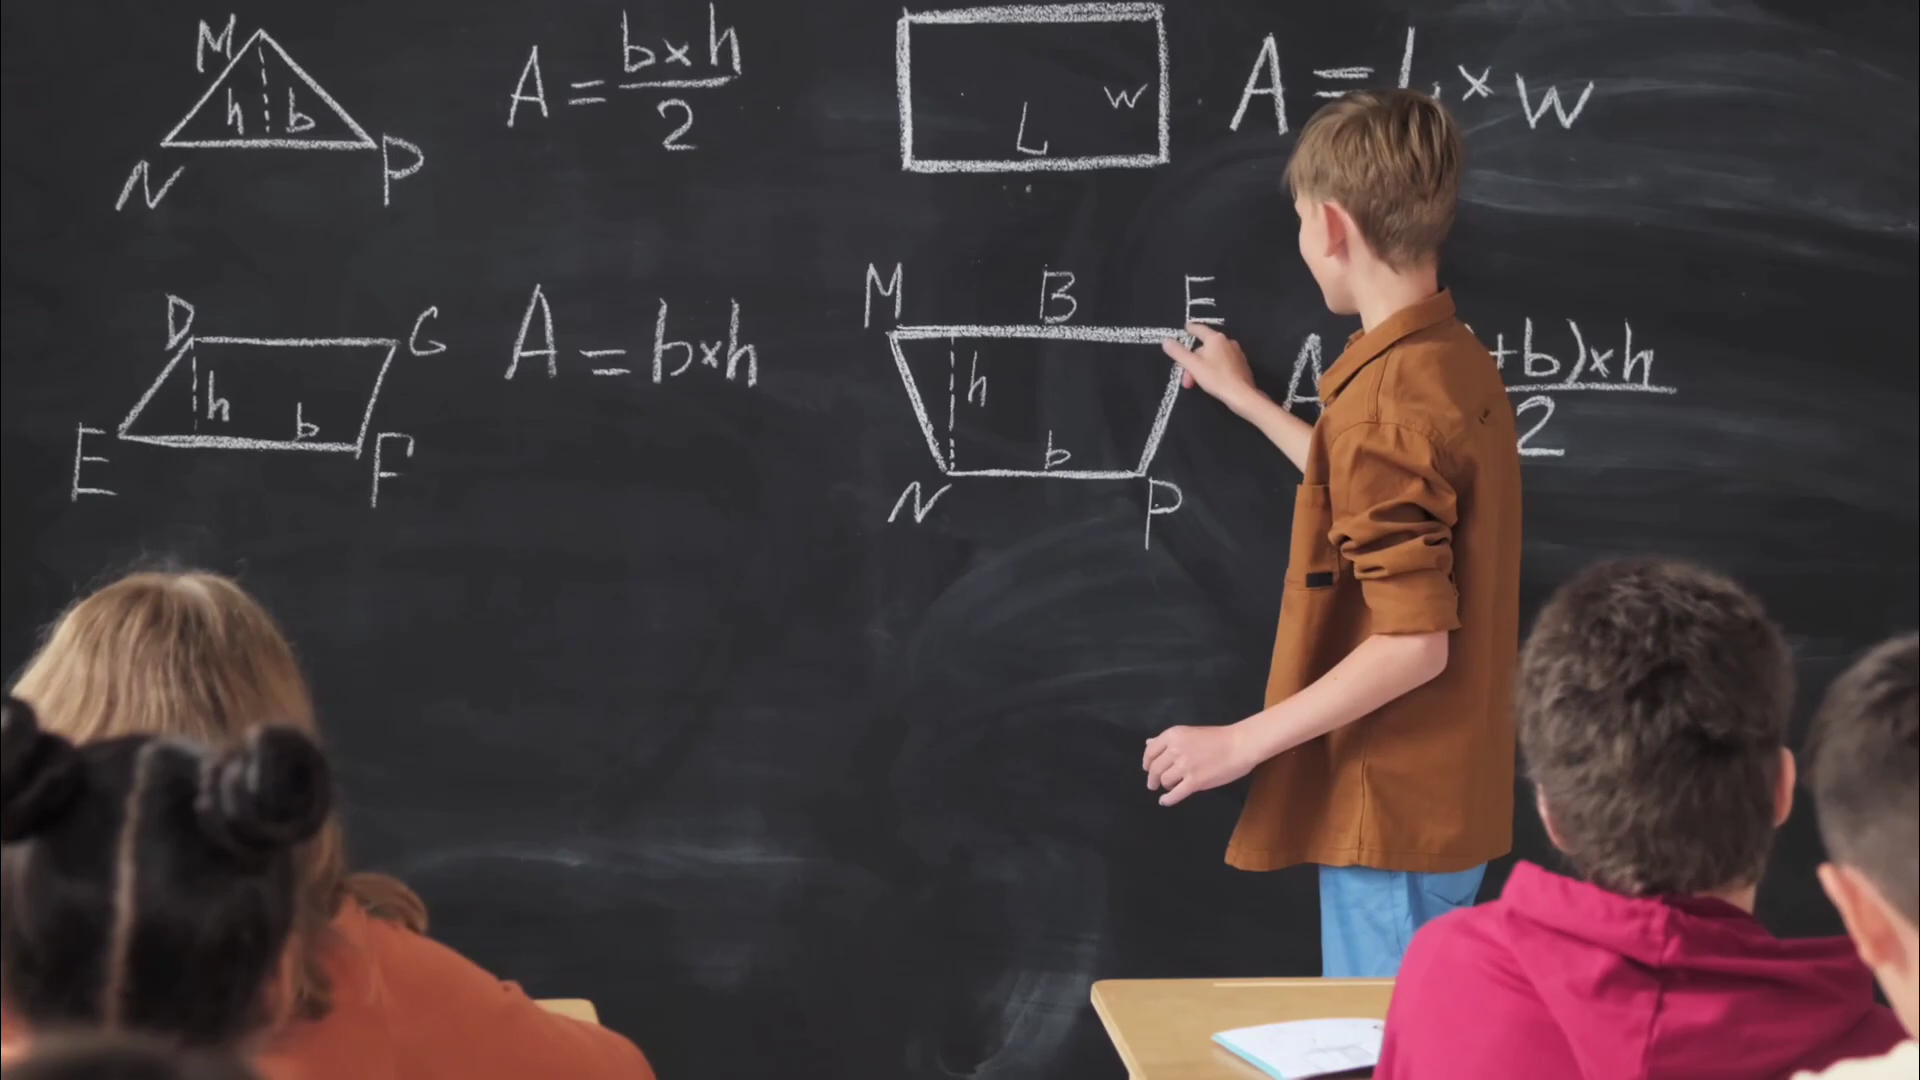 M
h b
N P
A = b×h/2
L w
A = L × w
D G
h b
E F
A = b×h
M B E
h
b
N P
A +b)×h
2